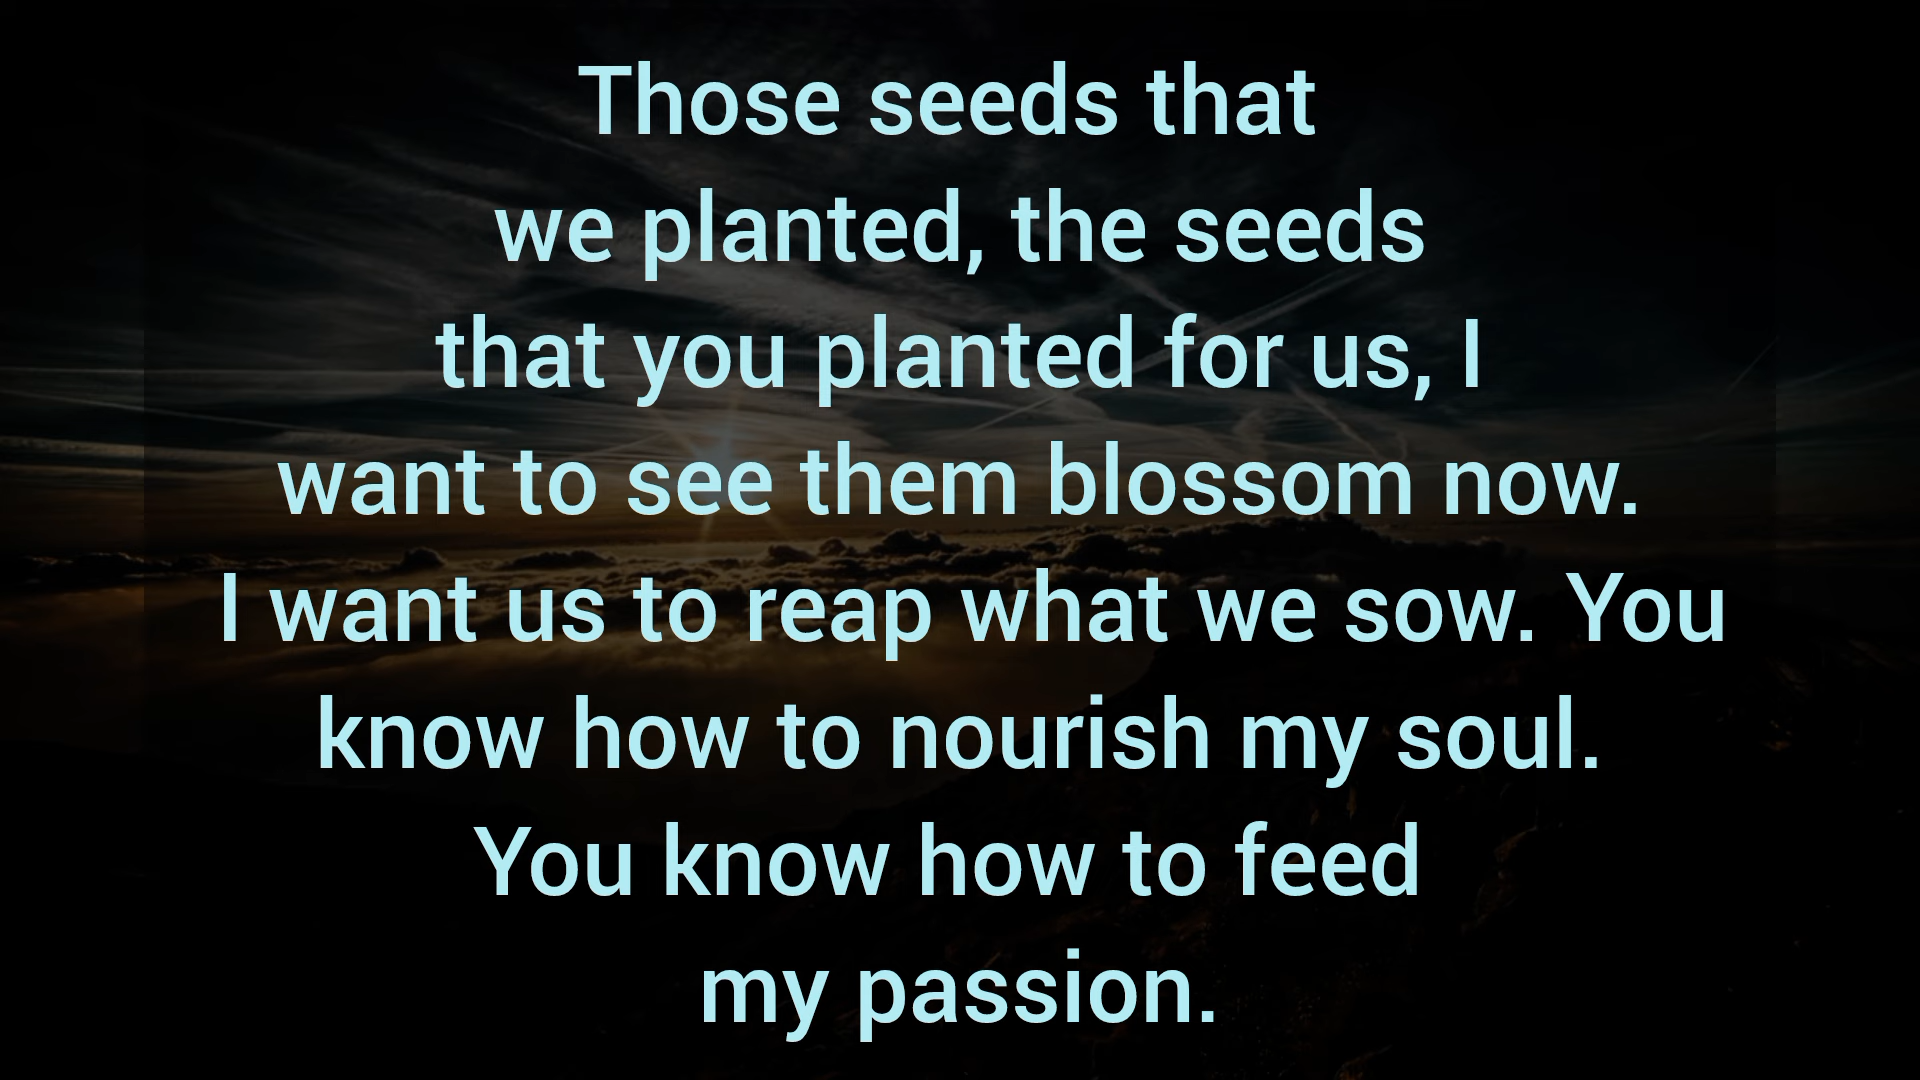 Those seeds that
we planted, the seeds
that you planted for us, I
want to see them blossom now.
I want us to reap what we sow. You
know how to nourish my soul.
You know how to feed
my passion.